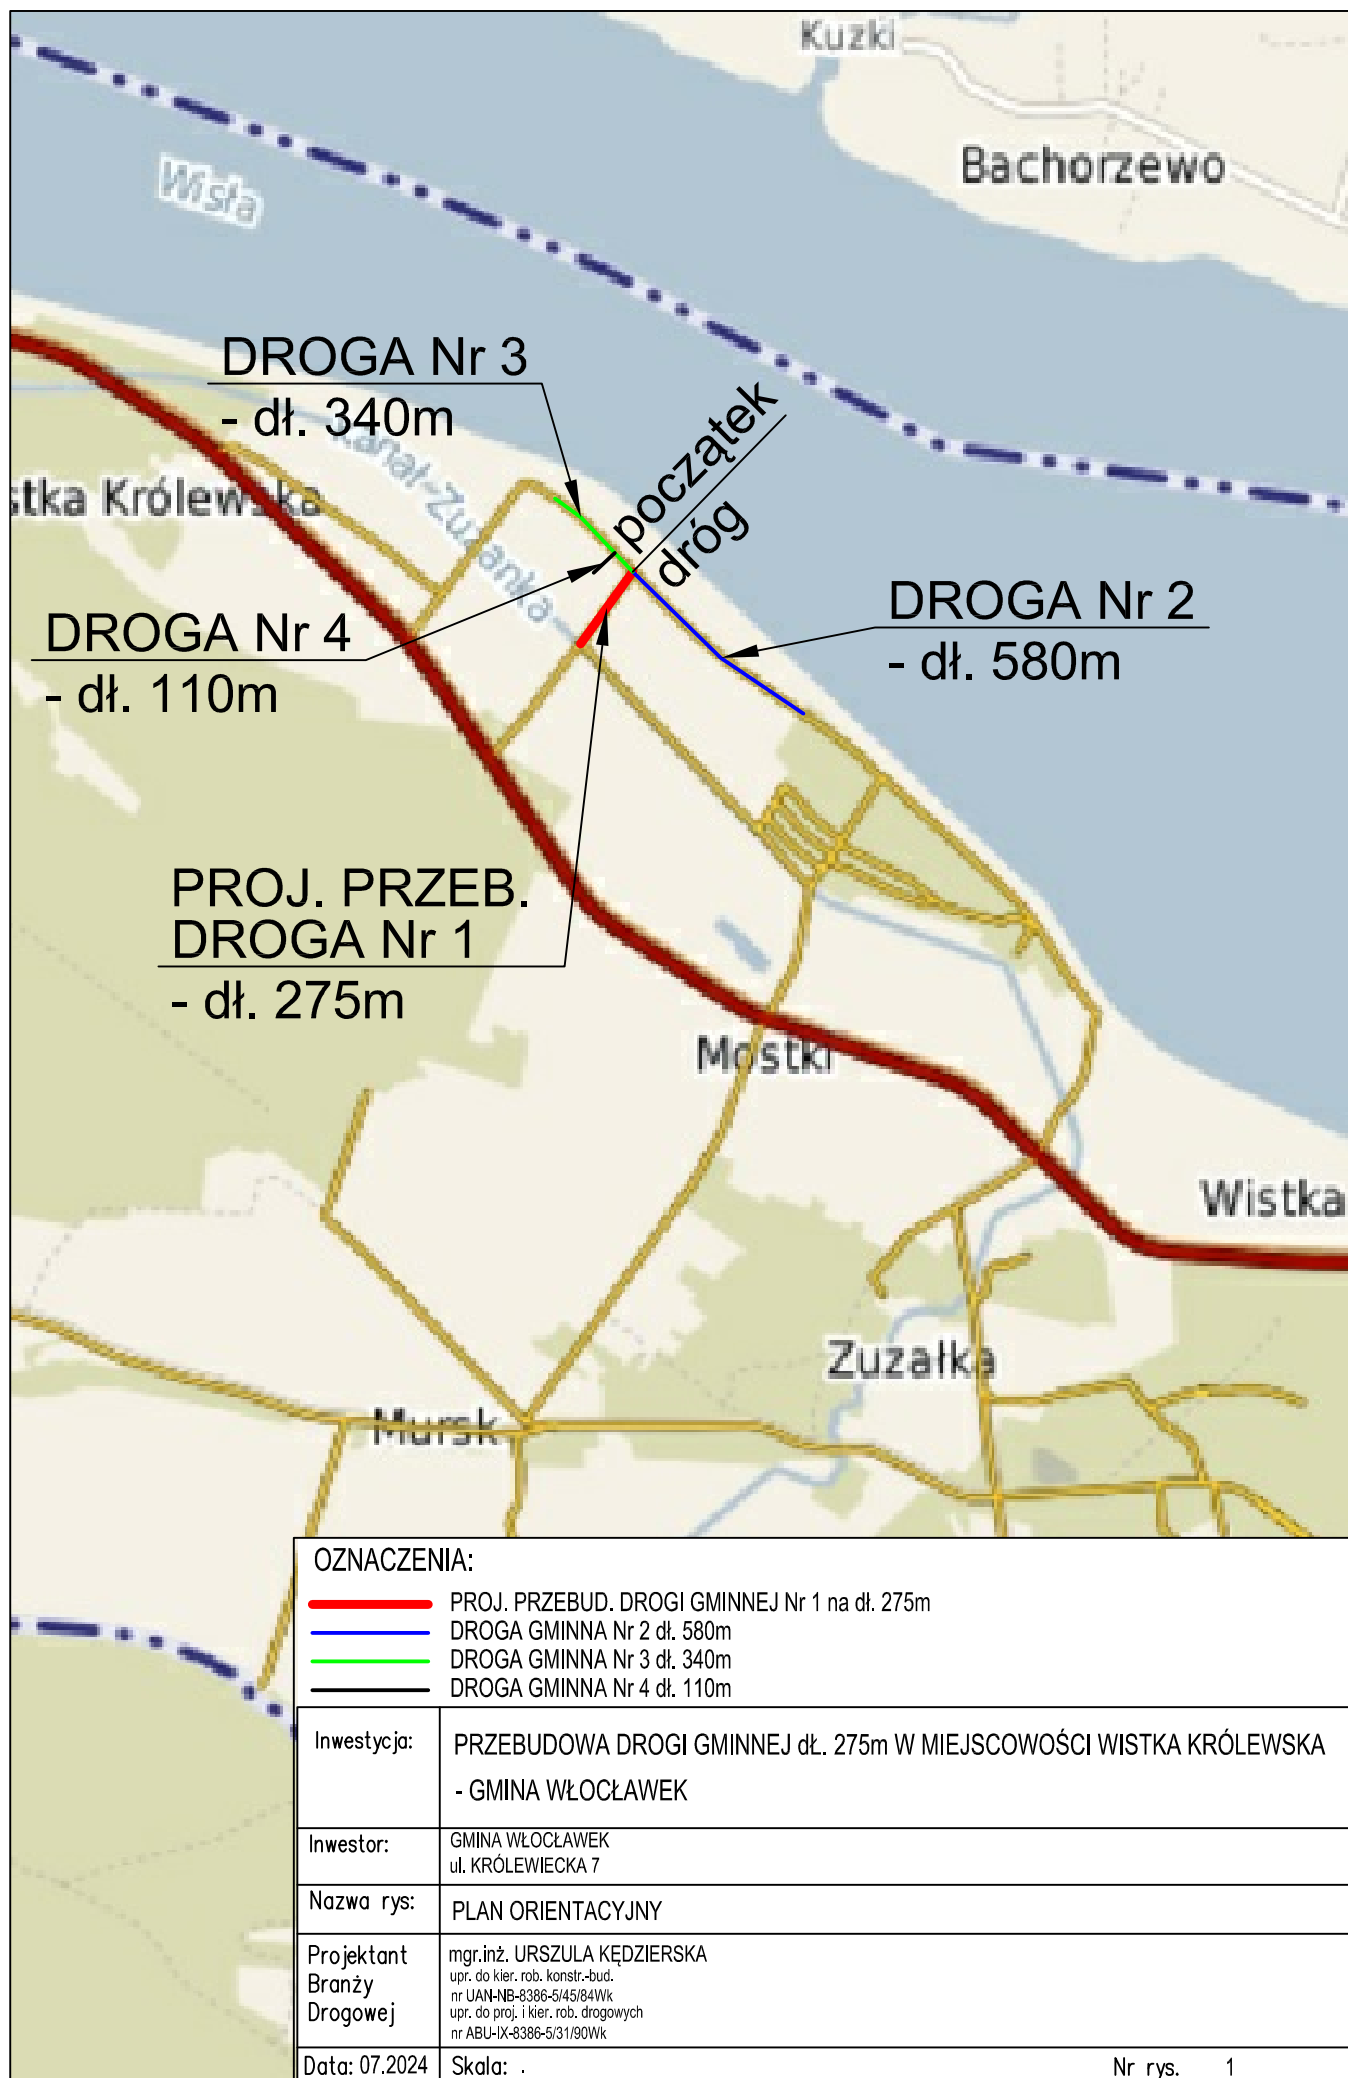 Kuzki
Bachorzewo
Wisła
DROGA Nr 3
- dł. 340m
początek
dróg
Kanał-Zuzanka
stka Królewska
DROGA Nr 4
- dł. 110m
DROGA Nr 2
- dł. 580m
PROJ. PRZEB.
DROGA Nr 1
- dł. 275m
Mostki
Wistka
Zuzałka
Mursk
OZNACZENIA:
PROJ. PRZEBUD. DROGI GMINNEJ Nr 1 na dł. 275m
DROGA GMINNA Nr 2 dł. 580m
DROGA GMINNA Nr 3 dł. 340m
DROGA GMINNA Nr 4 dł. 110m
Inwestycja: PRZEBUDOWA DROGI GMINNEJ dŁ. 275m W MIEJSCOWOŚCI WISTKA KRÓLEWSKA
- GMINA WŁOCŁAWEK
Inwestor: GMINA WŁOCŁAWEK
ul. KRÓLEWIECKA 7
Nazwa rys: PLAN ORIENTACYJNY
Projektant
Branży
Drogowej
mgr.inż. URSZULA KĘDZIERSKA
upr. do kier. rob. konstr.-bud.
nr UAN-NB-8386-5/45/84Wk
upr. do proj. i kier. rob. drogowych
nr ABU-IX-8386-5/31/90Wk
Data: 07.2024 Skala: . Nr rys. 1